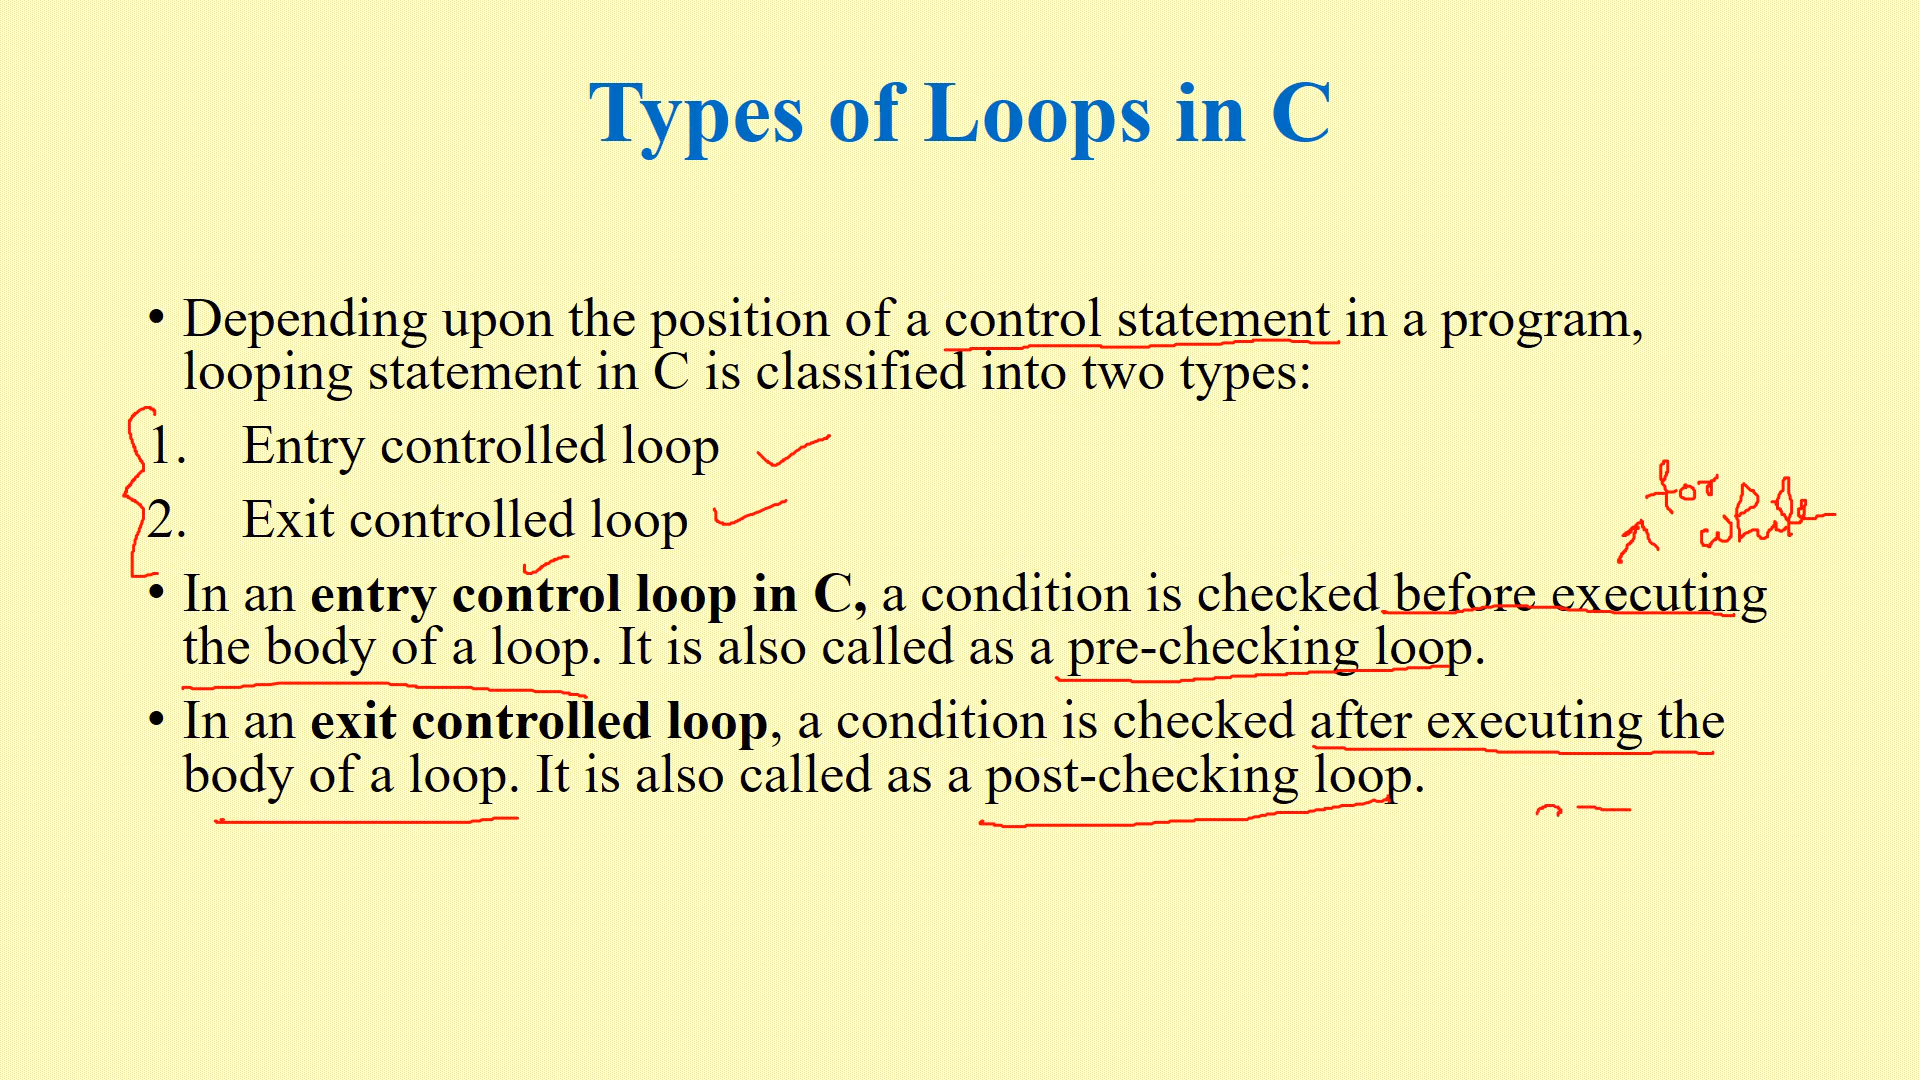 Types of Loops in C
• Depending upon the position of a control statement in a program,
looping statement in C is classified into two types:
1. Entry controlled loop
2. Exit controlled loop
for
while
• In an entry control loop in C, a condition is checked before executing
the body of a loop. It is also called as a pre-checking loop.
• In an exit controlled loop, a condition is checked after executing the
body of a loop. It is also called as a post-checking loop.